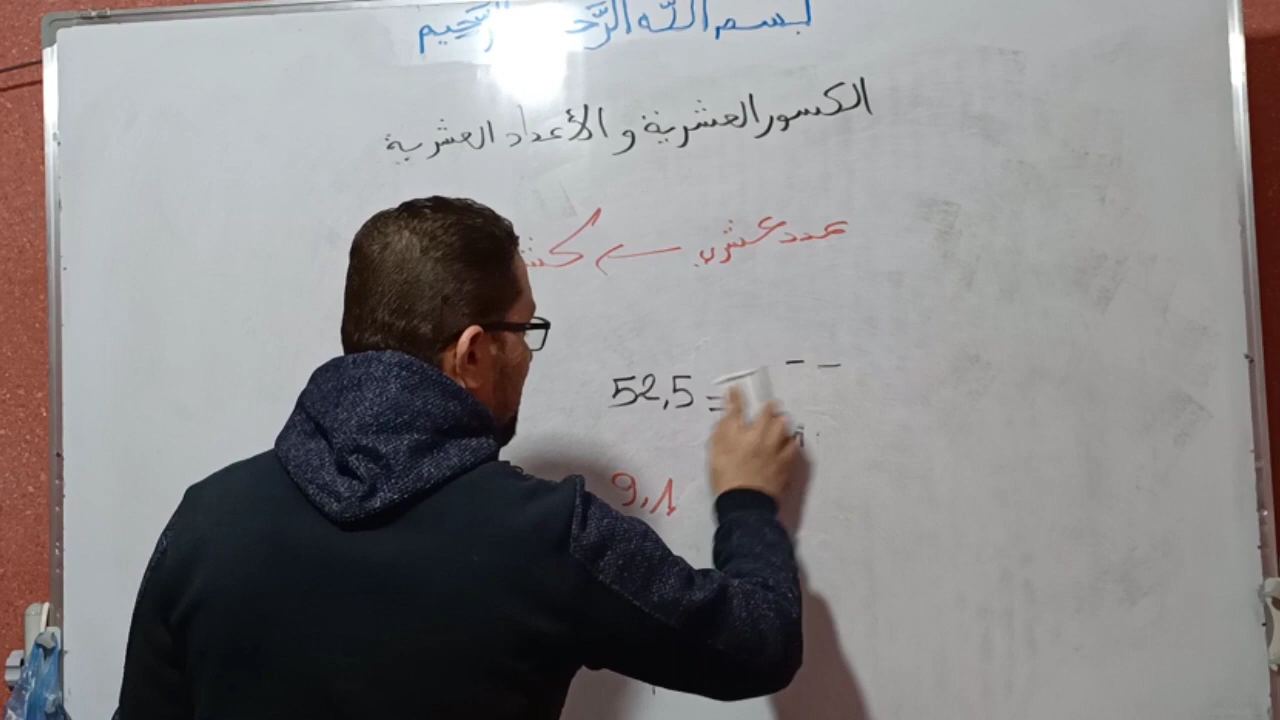 بسم الله الرحمن الرحيم
الكسور العشرية و الأعداد العشرية
عدد عشري
52,5 =
9,1